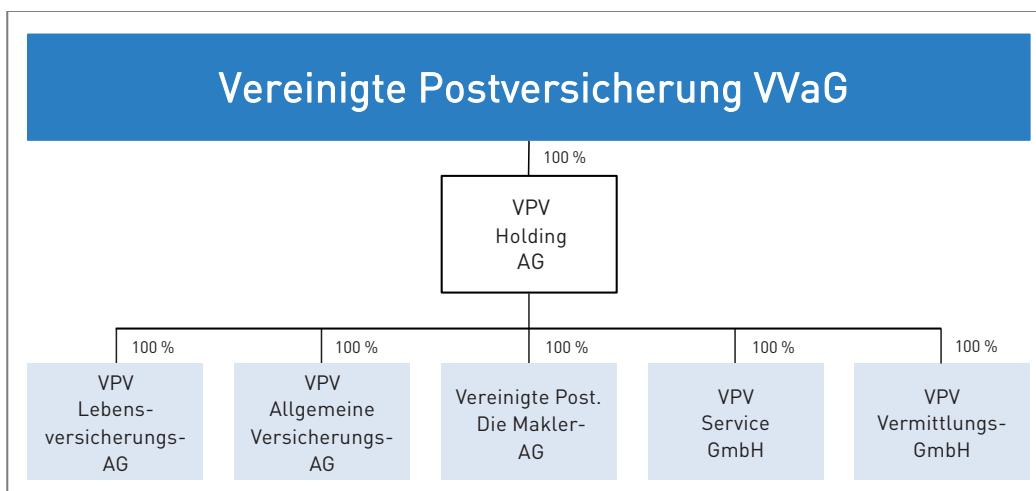 Vereinigte Postversicherung VVaG
100 %
VPV
Holding
AG
100 %
100 %
100 %
100 %
100 %
VPV
Lebens-
versicherungs-
AG
VPV
Allgemeine
Versicherungs-
AG
Vereinigte Post.
Die Makler-
AG
VPV
Service
GmbH
VPV
Vermittlungs-
GmbH